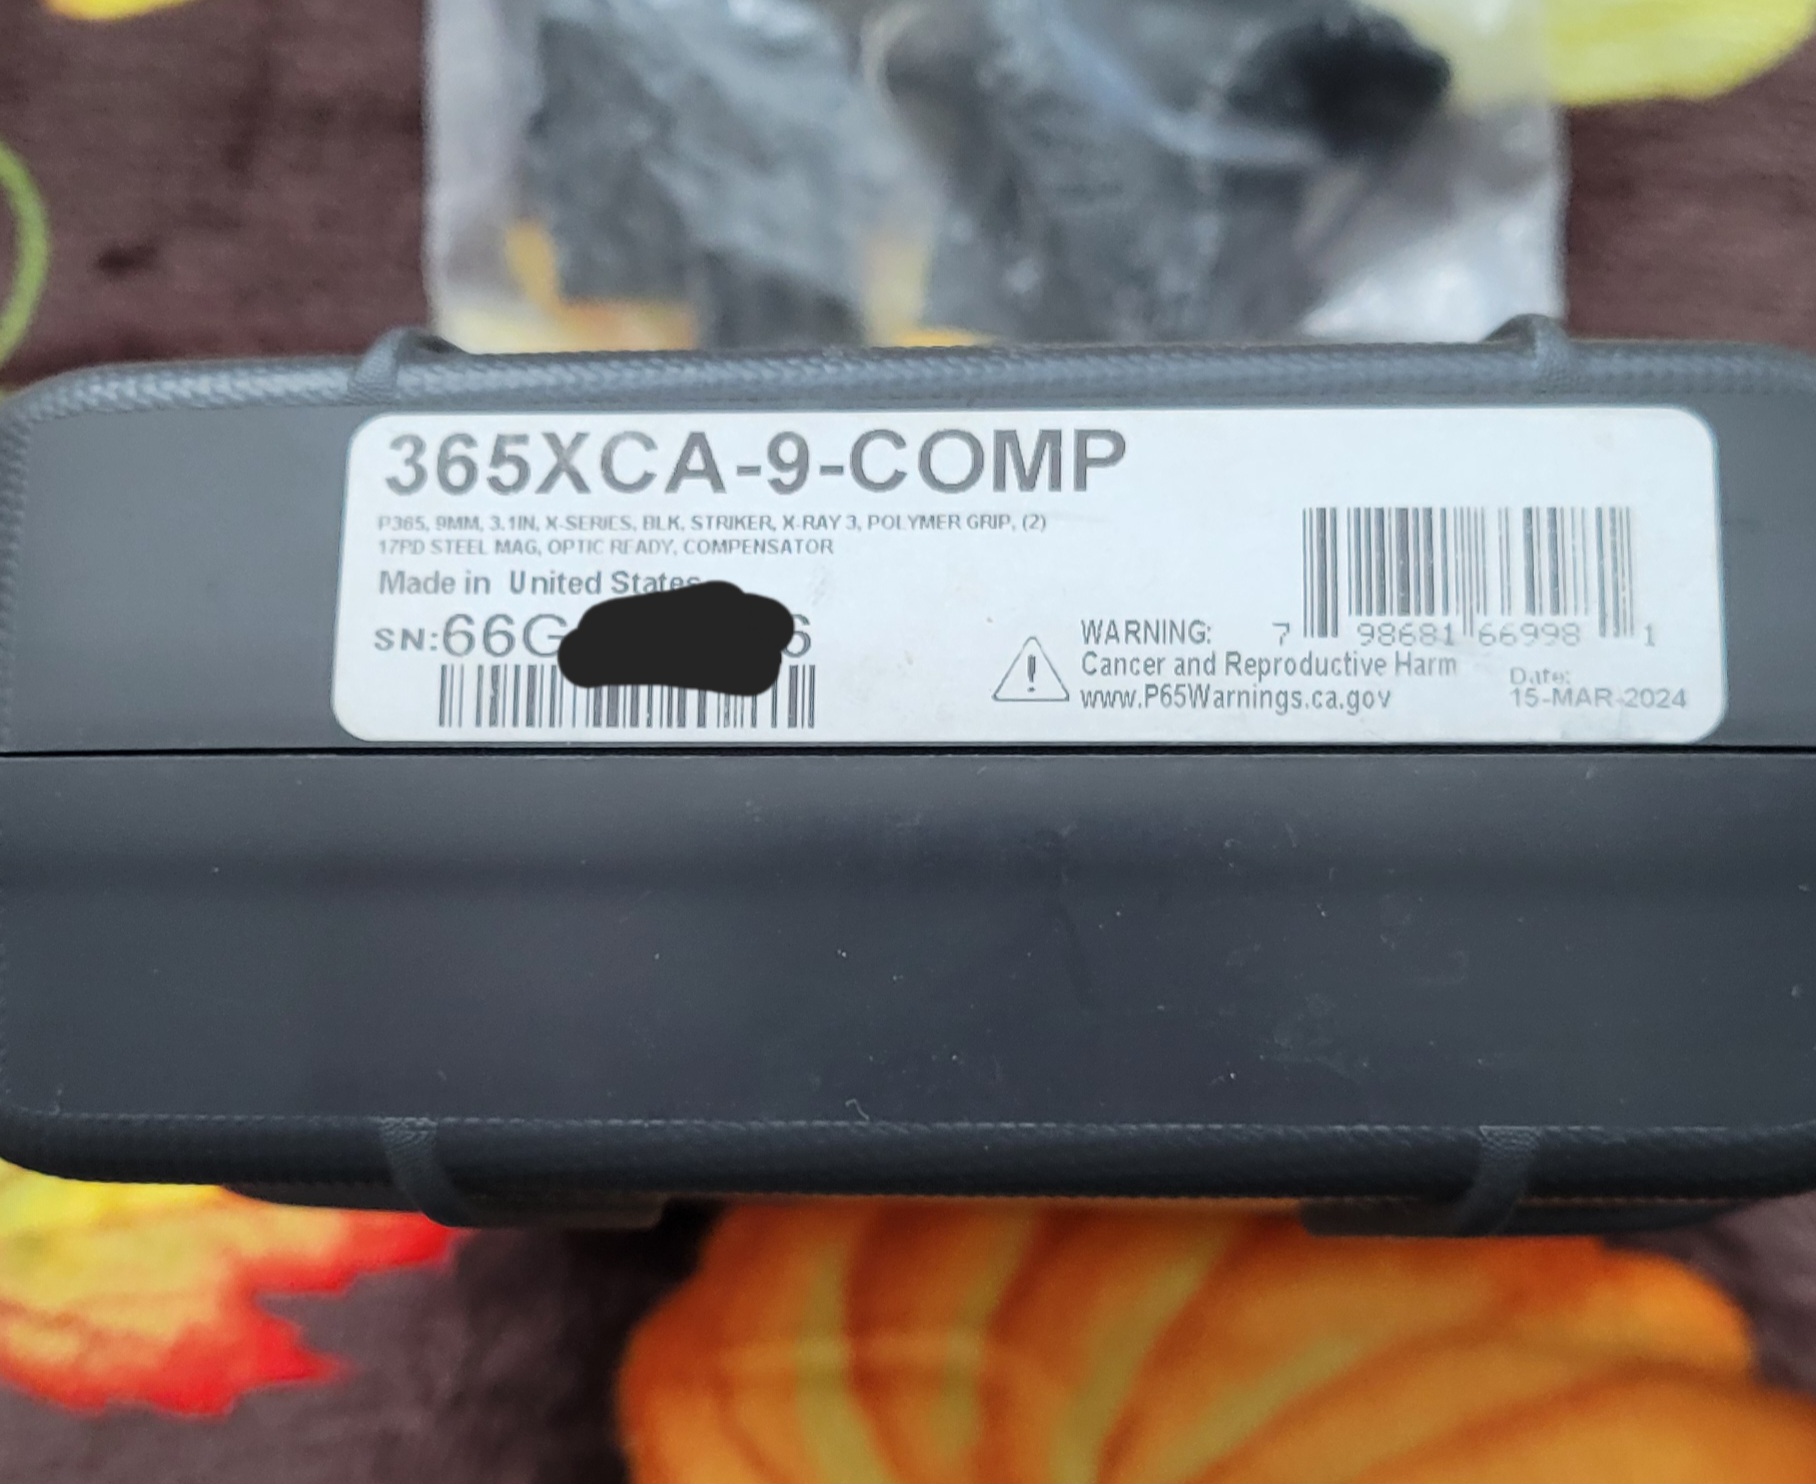 365XCA-9-COMP
P365, 9MM, 3.1IN, X-SERIES, BLK, STRIKER, X-RAY 3, POLYMER GRIP, (2)
17RD STEEL MAG, OPTIC READY, COMPENSATOR
Made in United States
SN:66G 6
WARNING:
Cancer and Reproductive Harm
www.P65Warnings.ca.gov
7 98681 66998 1
Date:
15-MAR-2024